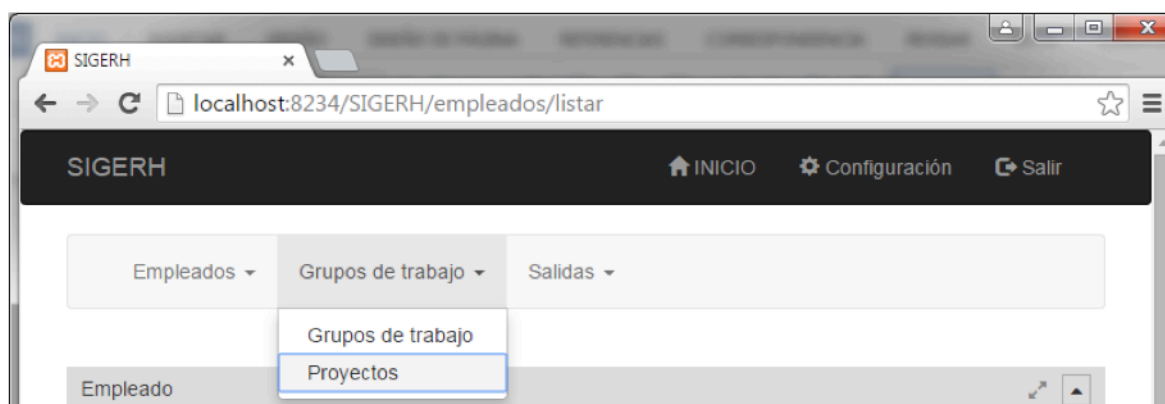 SIGERH
localhost:8234/SIGERH/empleados/listar
SIGERH INICIO Configuración Salir
Empleados Grupos de trabajo Salidas
Grupos de trabajo
Proyectos
Empleado